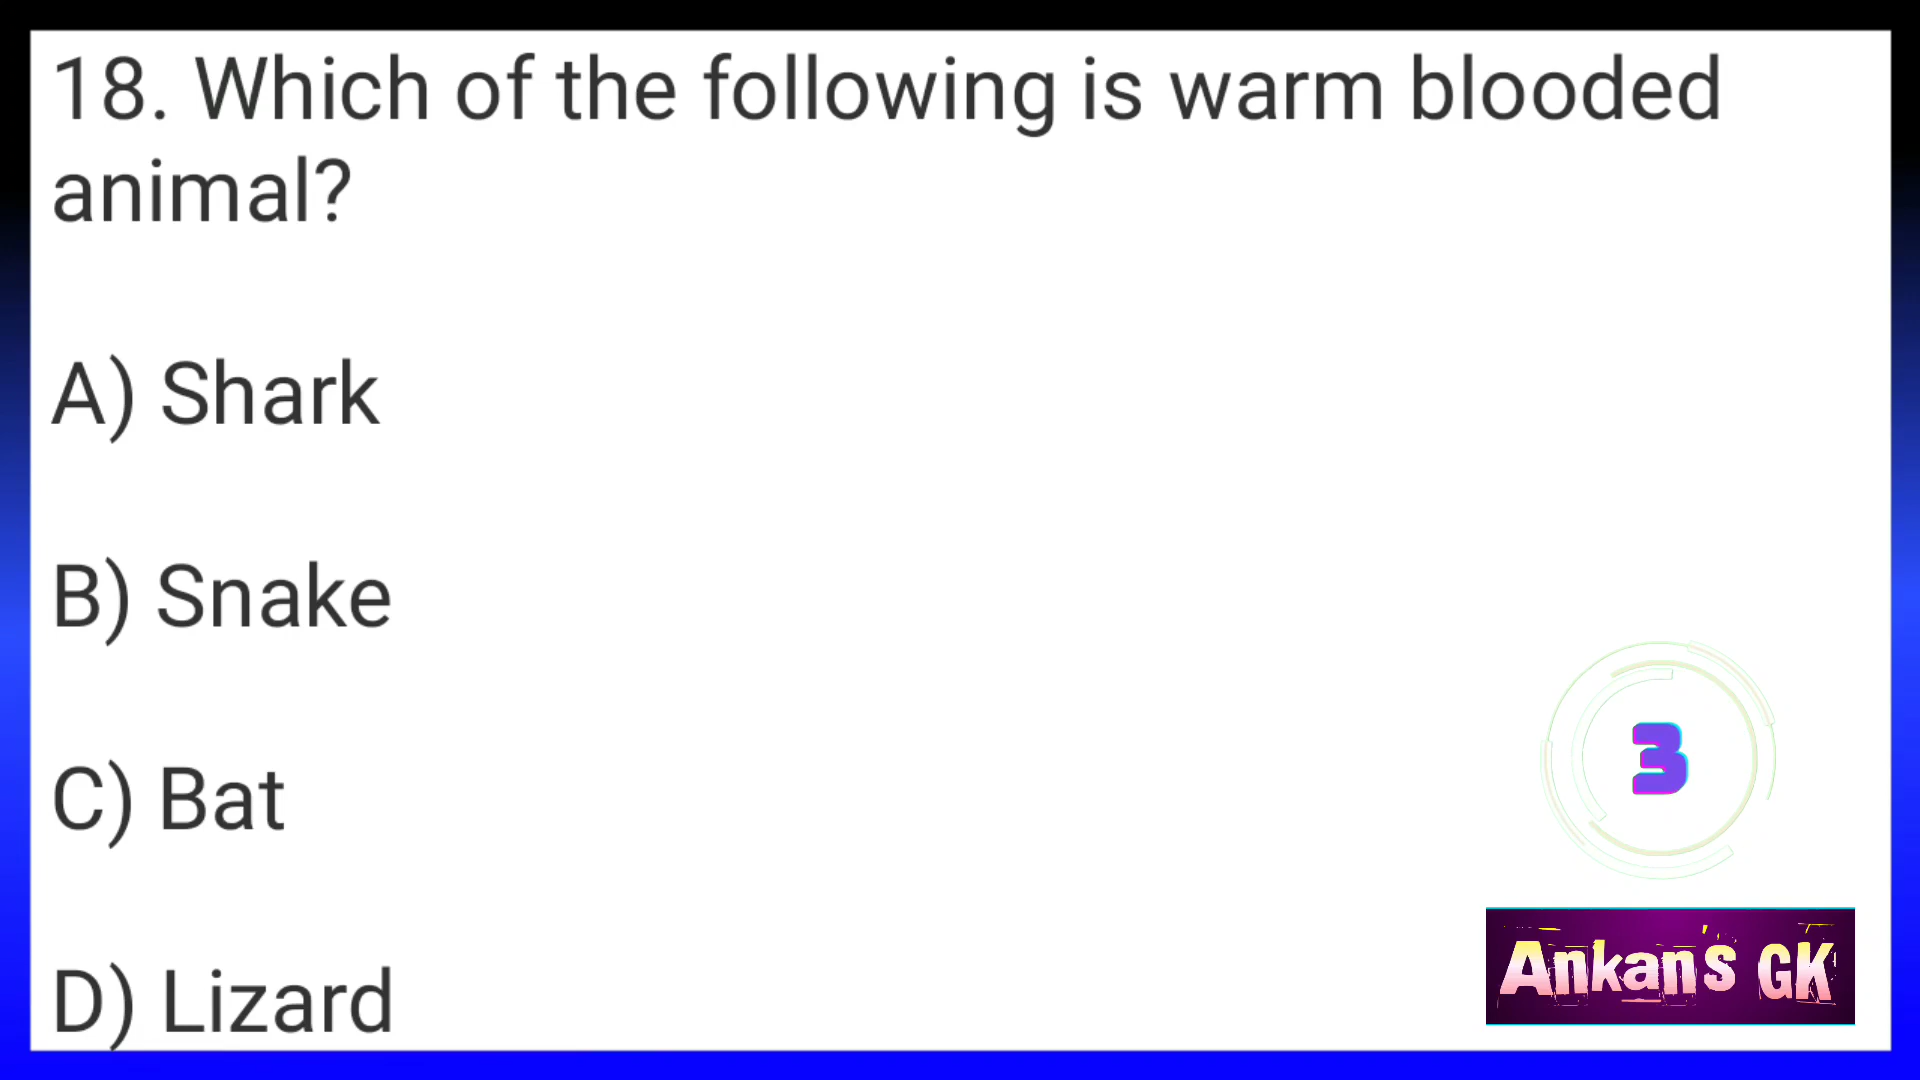 18. Which of the following is warm blooded
animal?
A) Shark
B) Snake
C) Bat
3
D) Lizard
Ankan's GK